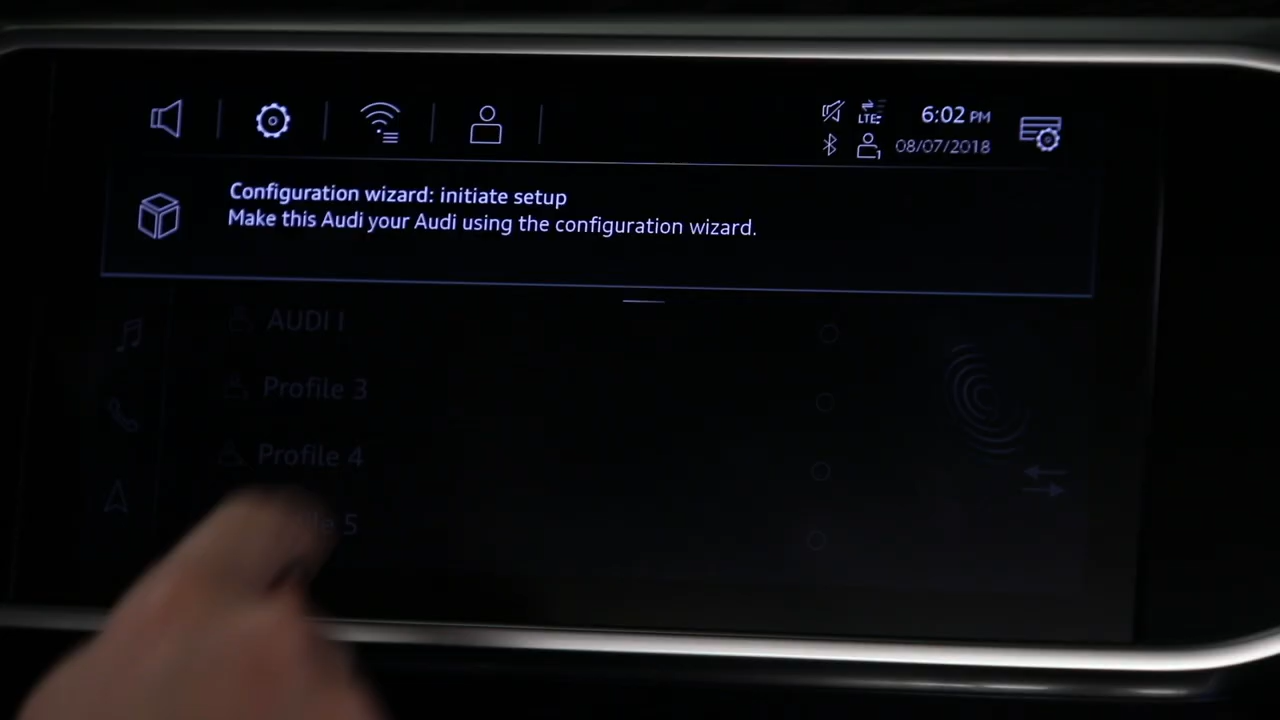 LTE
6:02 PM
08/07/2018
Configuration wizard: initiate setup
Make this Audi your Audi using the configuration wizard.
AUDI I
Profile 3
Profile 4
5